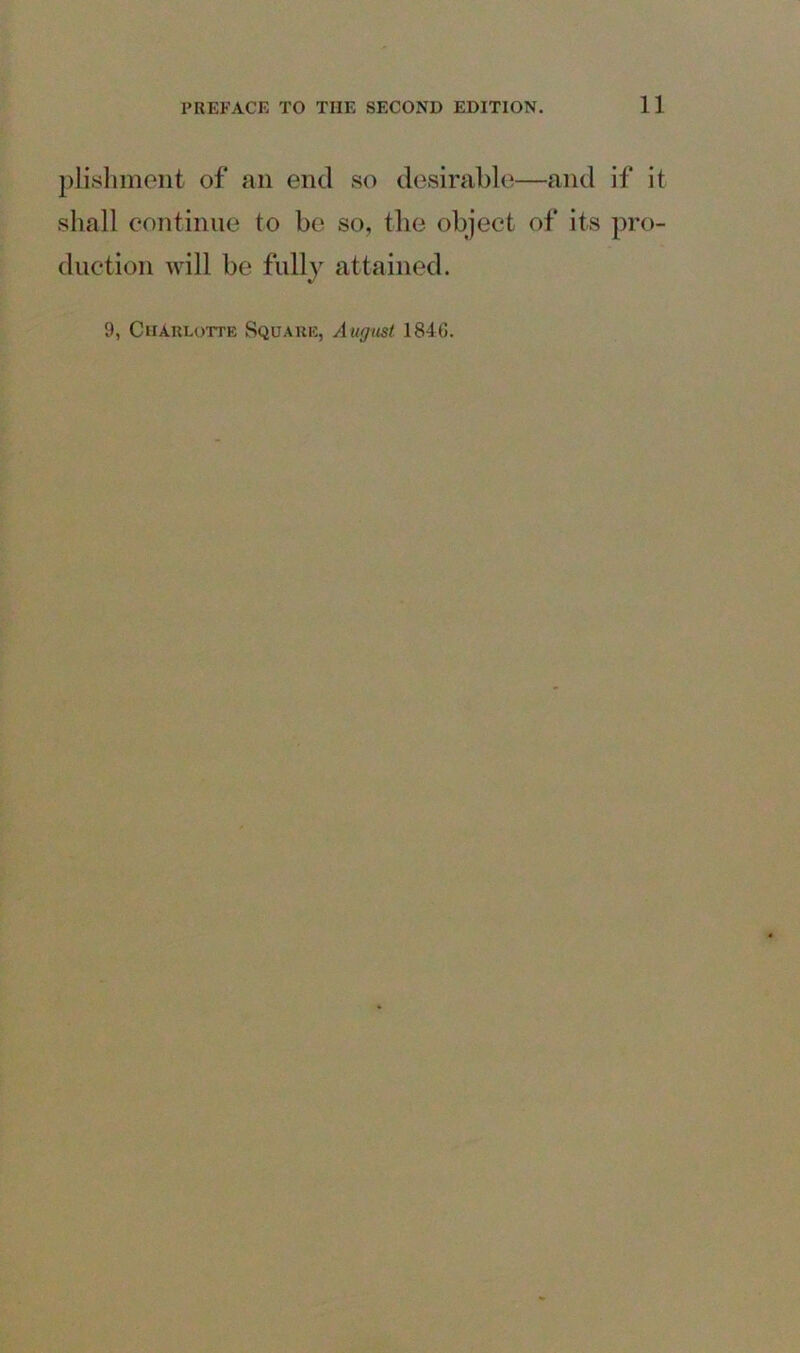 PREFACE TO THE SECOND EDITION. 11
plishment of an end so desirable—and if it
shall continue to be so, the object of its pro-
duction will be fully attained.
9, Charlotte Square, August 1846.